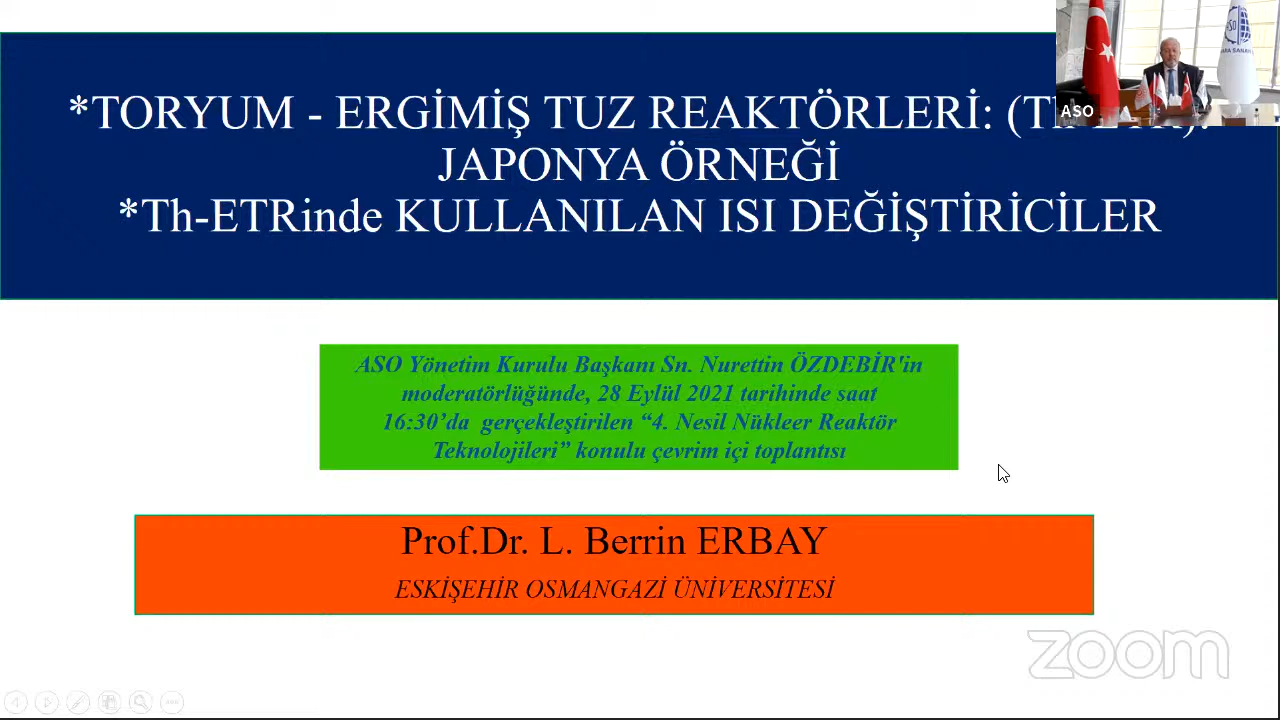 *TORYUM - ERGİMİŞ TUZ REAKTÖRLERİ:
JAPONYA ÖRNEĞİ
*Th-ETRinde KULLANILAN ISI DEĞİŞTİRİCİLER
ASO
ASO Yönetim Kurulu Başkanı Sn. Nurettin ÖZDEBİR'in
moderatörlüğünde, 28 Eylül 2021 tarihinde saat
16:30’da gerçekleştirilen “4. Nesil Nükleer Reaktör
Teknolojileri” konulu çevrim içi toplantısı
Prof.Dr. L. Berrin ERBAY
ESKİŞEHİR OSMANGAZİ ÜNİVERSİTESİ
zoom